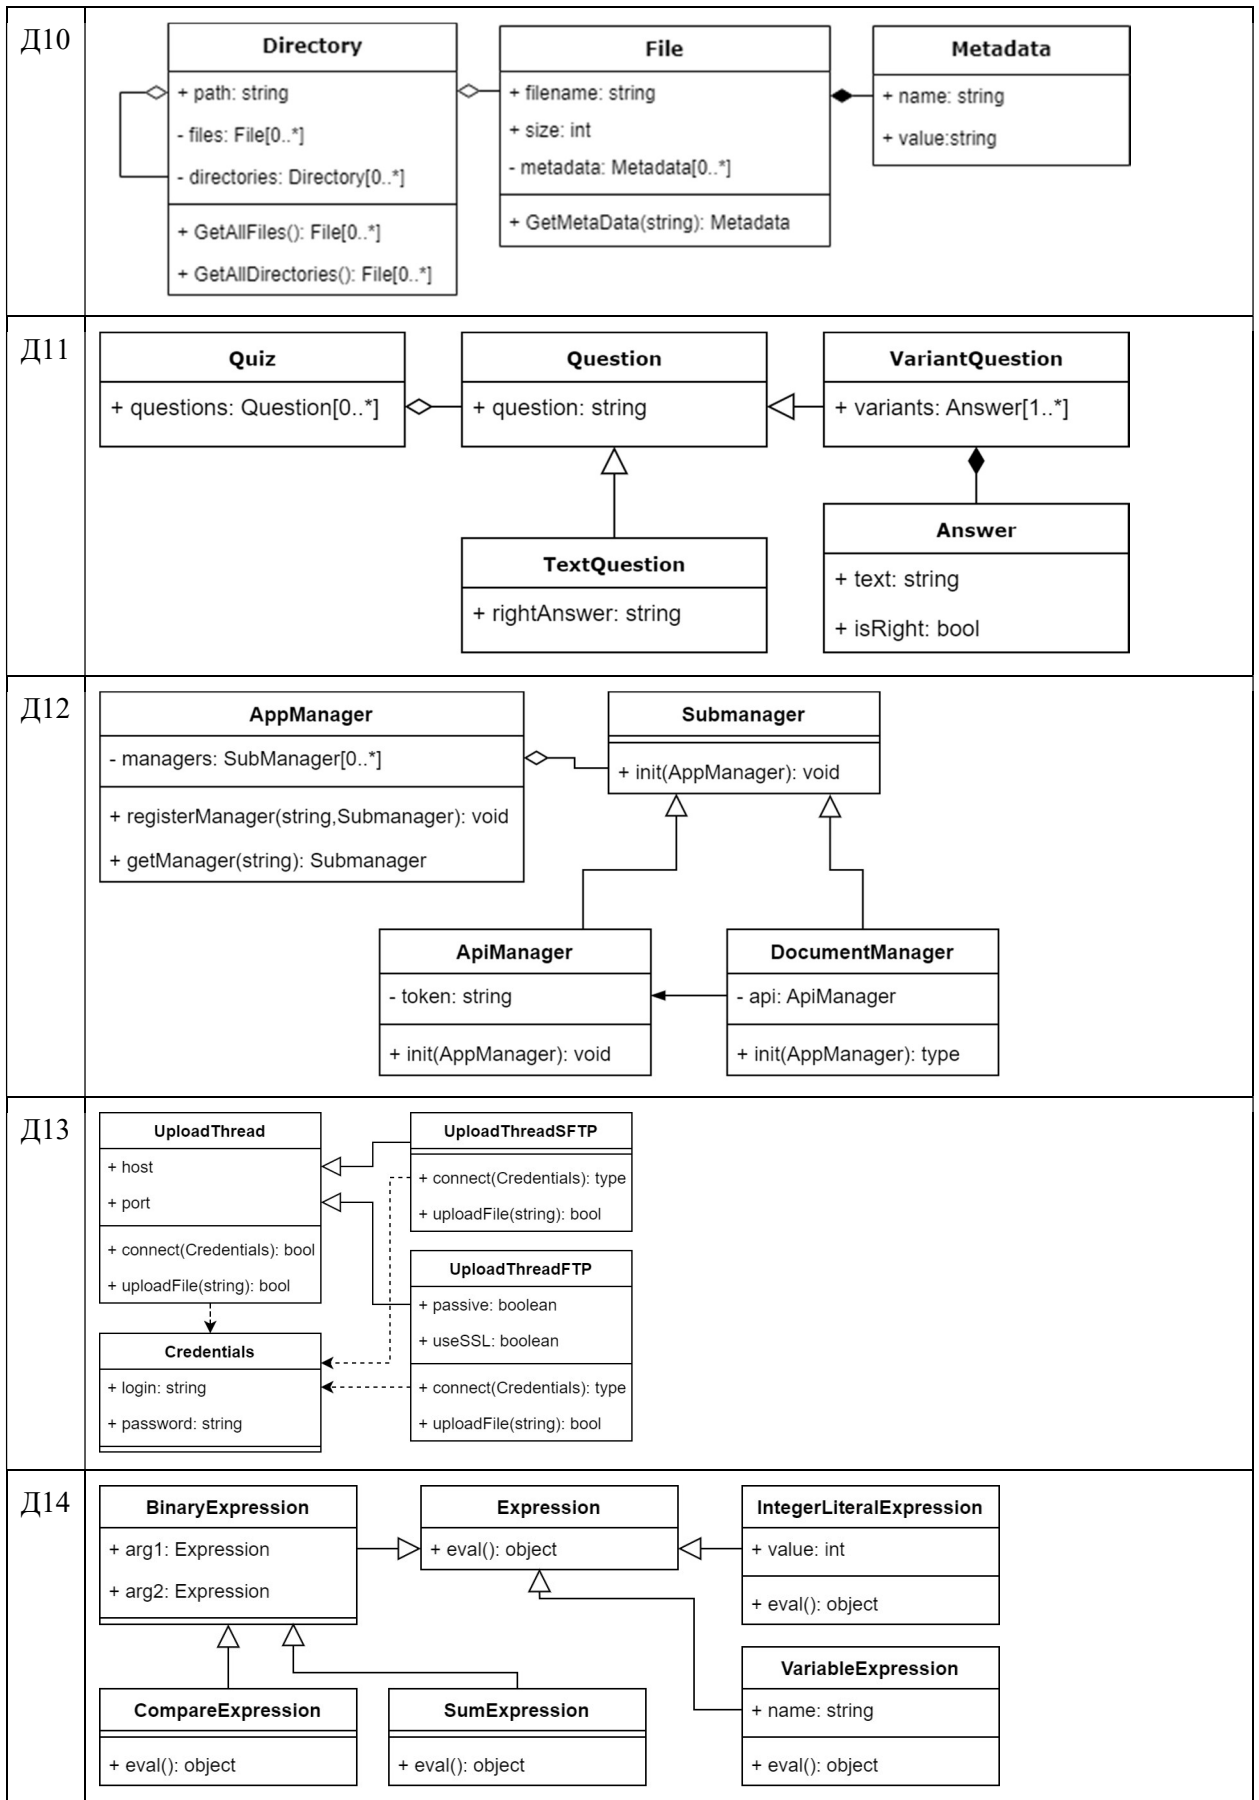 Д10
Directory
+ path: string
- files: File[0..*]
- directories: Directory[0..*]
+ GetAllFiles(): File[0..*]
+ GetAllDirectories(): File[0..*]
File
+ filename: string
+ size: int
- metadata: Metadata[0..*]
+ GetMetaData(string): Metadata
Metadata
+ name: string
+ value:string
Д11
Quiz
+ questions: Question[0..*]
Question
+ question: string
VariantQuestion
+ variants: Answer[1..*]
TextQuestion
+ rightAnswer: string
Answer
+ text: string
+ isRight: bool
Д12
AppManager
- managers: SubManager[0..*]
+ registerManager(string,Submanager): void
+ getManager(string): Submanager
Submanager
+ init(AppManager): void
ApiManager
- token: string
+ init(AppManager): void
DocumentManager
- api: ApiManager
+ init(AppManager): type
Д13
UploadThread
+ host
+ port
+ connect(Credentials): bool
+ uploadFile(string): bool
UploadThreadSFTP
+ connect(Credentials): type
+ uploadFile(string): bool
UploadThreadFTP
+ passive: boolean
+ useSSL: boolean
+ connect(Credentials): type
+ uploadFile(string): bool
Credentials
+ login: string
+ password: string
Д14
BinaryExpression
+ arg1: Expression
+ arg2: Expression
Expression
+ eval(): object
IntegerLiteralExpression
+ value: int
+ eval(): object
VariableExpression
+ name: string
+ eval(): object
CompareExpression
+ eval(): object
SumExpression
+ eval(): object